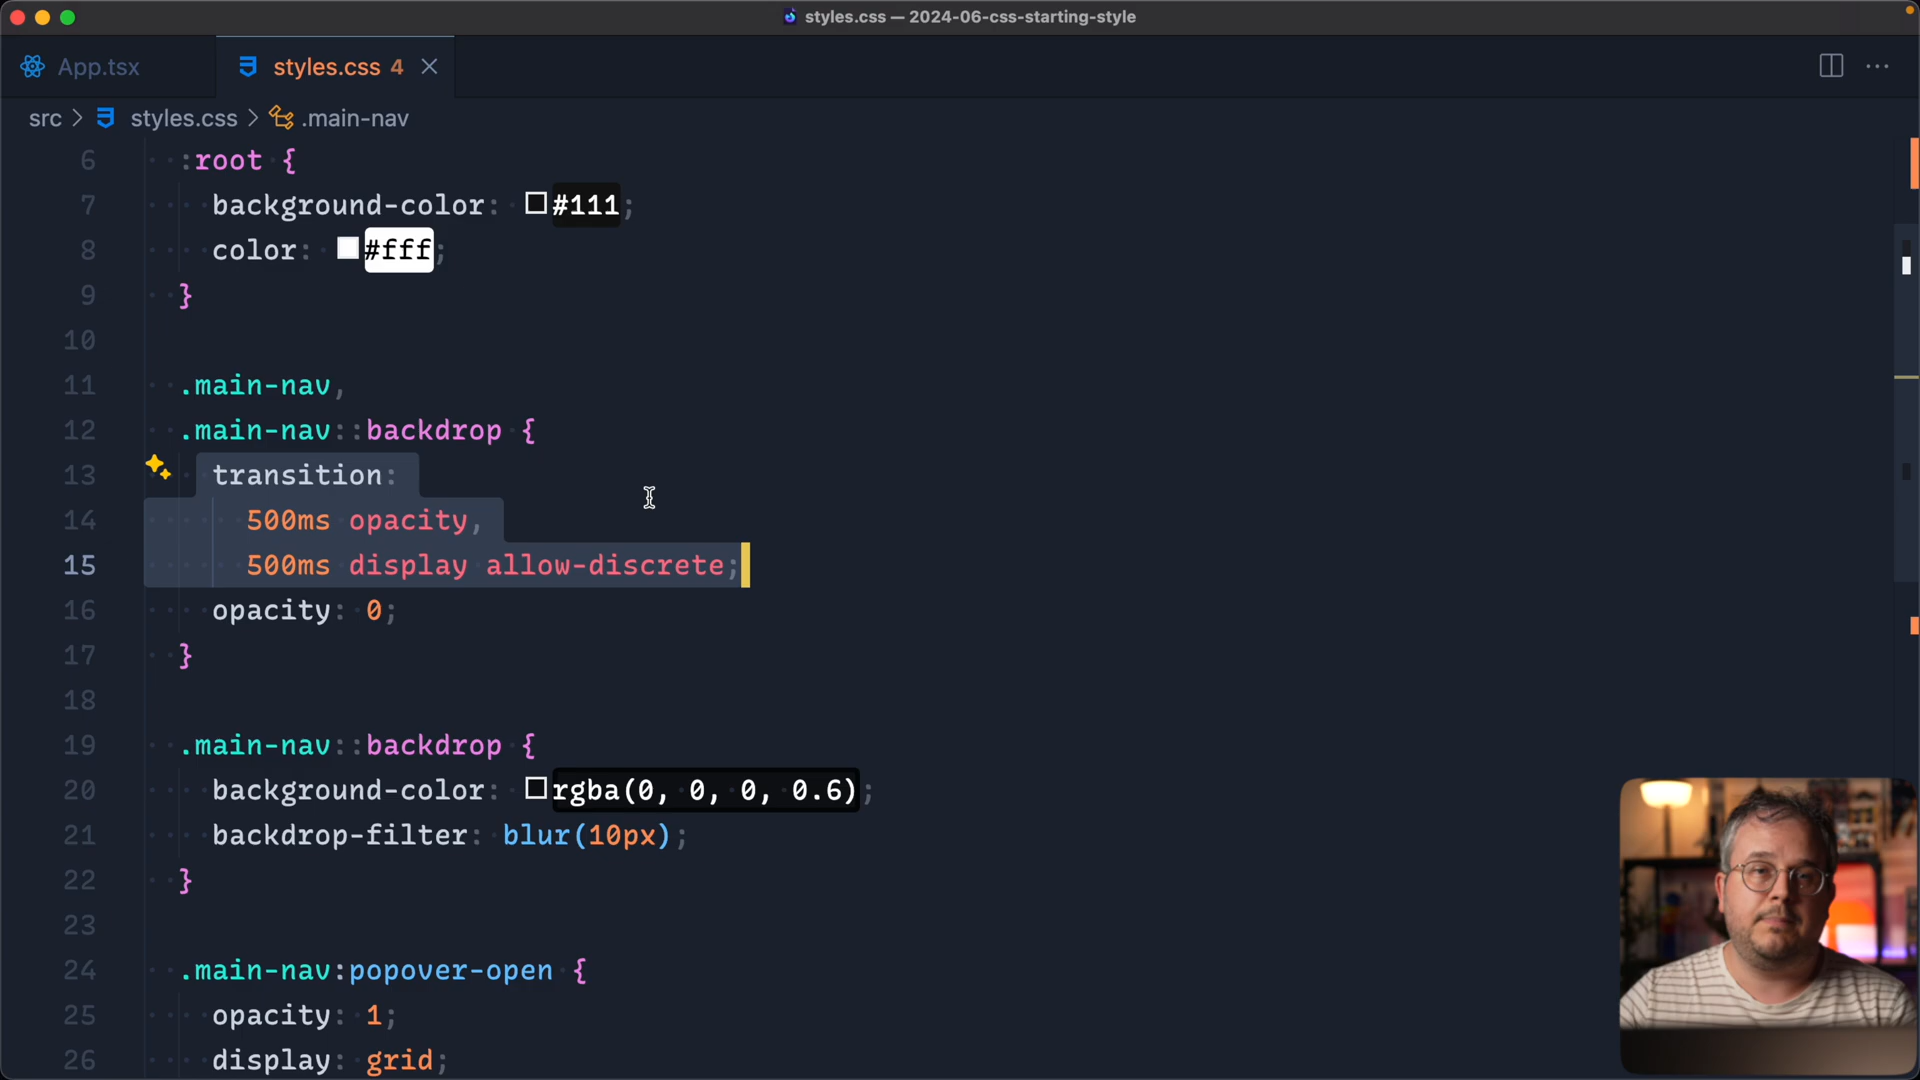 styles.css — 2024-06-css-starting-style
App.tsx
styles.css 4
src > styles.css > .main-nav
6 :root {
7 background-color: #111;
8 color: #fff;
9 }
10
11 .main-nav,
12 .main-nav::backdrop {
13 transition:
14 500ms opacity,
15 500ms display allow-discrete;
16 opacity: 0;
17 }
18
19 .main-nav::backdrop {
20 background-color: rgba(0, 0, 0, 0.6);
21 backdrop-filter: blur(10px);
22 }
23
24 .main-nav:popover-open {
25 opacity: 1;
26 display: grid;